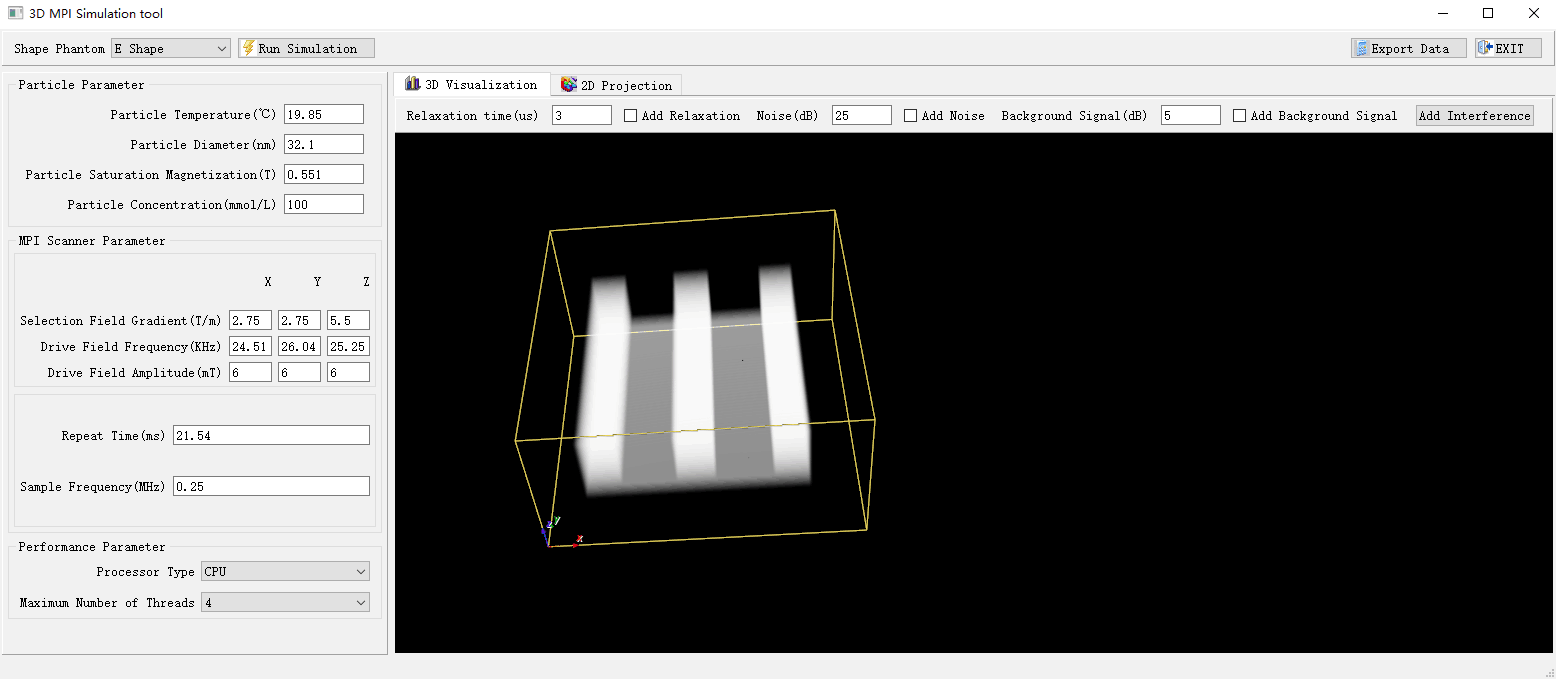 3D MPI Simulation tool
Shape Phantom E Shape Run Simulation Export Data EXIT
Particle Parameter
Particle Temperature(℃) 19.85
Particle Diameter(nm) 32.1
Particle Saturation Magnetization(T) 0.551
Particle Concentration(mmol/L) 100
MPI Scanner Parameter
X Y Z
Selection Field Gradient(T/m) 2.75 2.75 5.5
Drive Field Frequency(KHz) 24.51 26.04 25.25
Drive Field Amplitude(mT) 6 6 6
Repeat Time(ms) 21.54
Sample Frequency(MHz) 0.25
Performance Parameter
Processor Type CPU
Maximum Number of Threads 4
3D Visualization 2D Projection
Relaxation time(us) 3 Add Relaxation Noise(dB) 25 Add Noise Background Signal(dB) 5 Add Background Signal Add Interference
z y
x